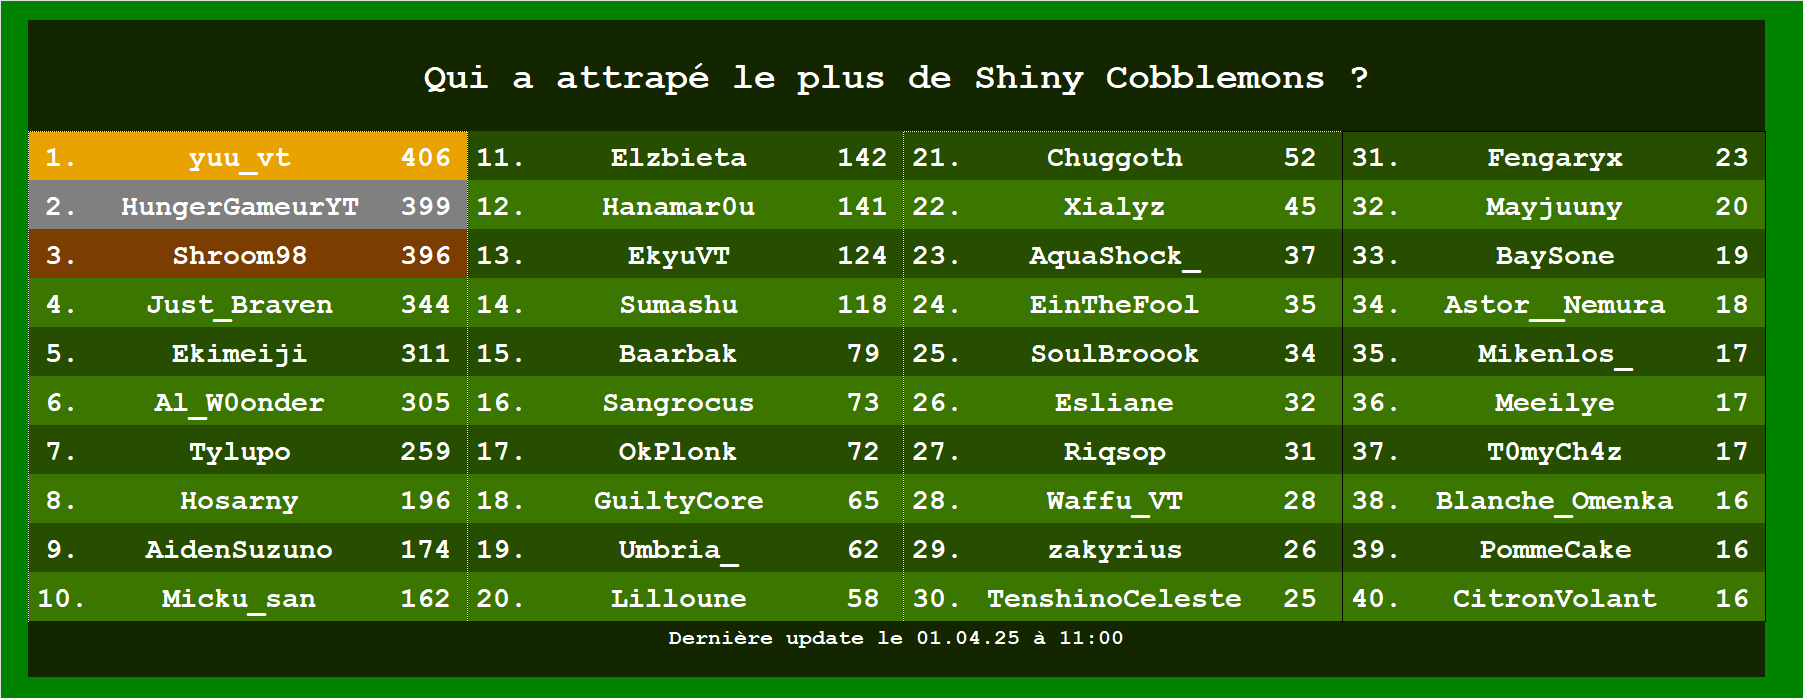 Qui a attrapé le plus de Shiny Cobblemons ?
1. yuu_vt 406
2. HungerGameurYT 399
3. Shroom98 396
4. Just_Braven 344
5. Ekimeiji 311
6. Al_W0onder 305
7. Tylupo 259
8. Hosarny 196
9. AidenSuzuno 174
10. Micku_san 162
11. Elzbieta 142
12. Hanamar0u 141
13. EkyuVT 124
14. Sumashu 118
15. Baarbak 79
16. Sangrocus 73
17. OkPlonk 72
18. GuiltyCore 65
19. Umbria_ 62
20. Lilloune 58
21. Chuggoth 52
22. Xialyz 45
23. AquaShock_ 37
24. EinTheFool 35
25. SoulBroook 34
26. Esliane 32
27. Riqsop 31
28. Waffu_VT 28
29. zakyrius 26
30. TenshinoCeleste 25
31. Fengaryx 23
32. Mayjuuny 20
33. BaySone 19
34. Astor__Nemura 18
35. Mikenlos_ 17
36. Meeilye 17
37. T0myCh4z 17
38. Blanche_Omenka 16
39. PommeCake 16
40. CitronVolant 16
Dernière update le 01.04.25 à 11:00